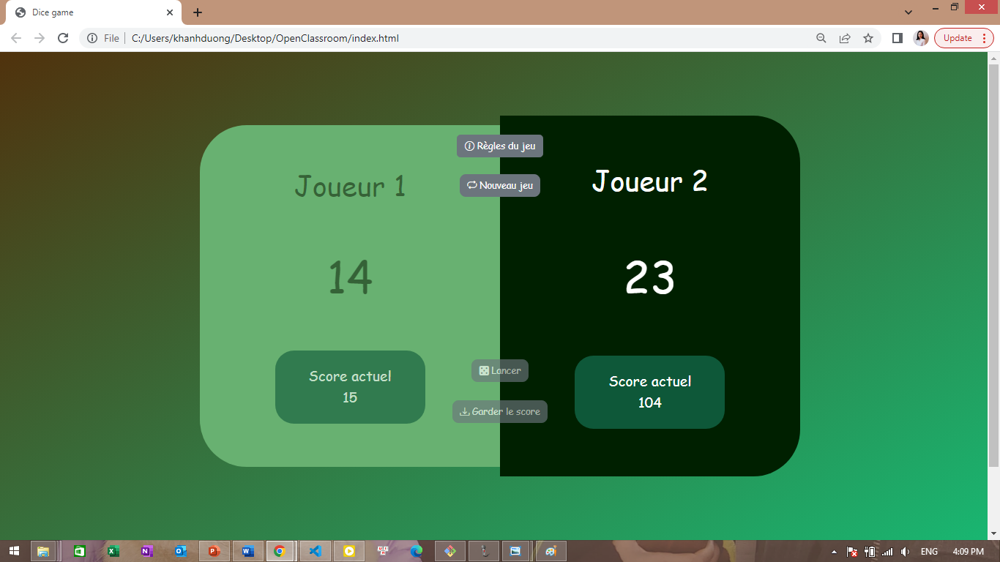 Dice game
File
C:/Users/khanhduong/Desktop/OpenClassroom/index.html
Update
Règles du jeu
Nouveau jeu
Joueur 1
14
Score actuel
15
Joueur 2
23
Score actuel
104
Lancer
Garder le score
ENG
4:09 PM